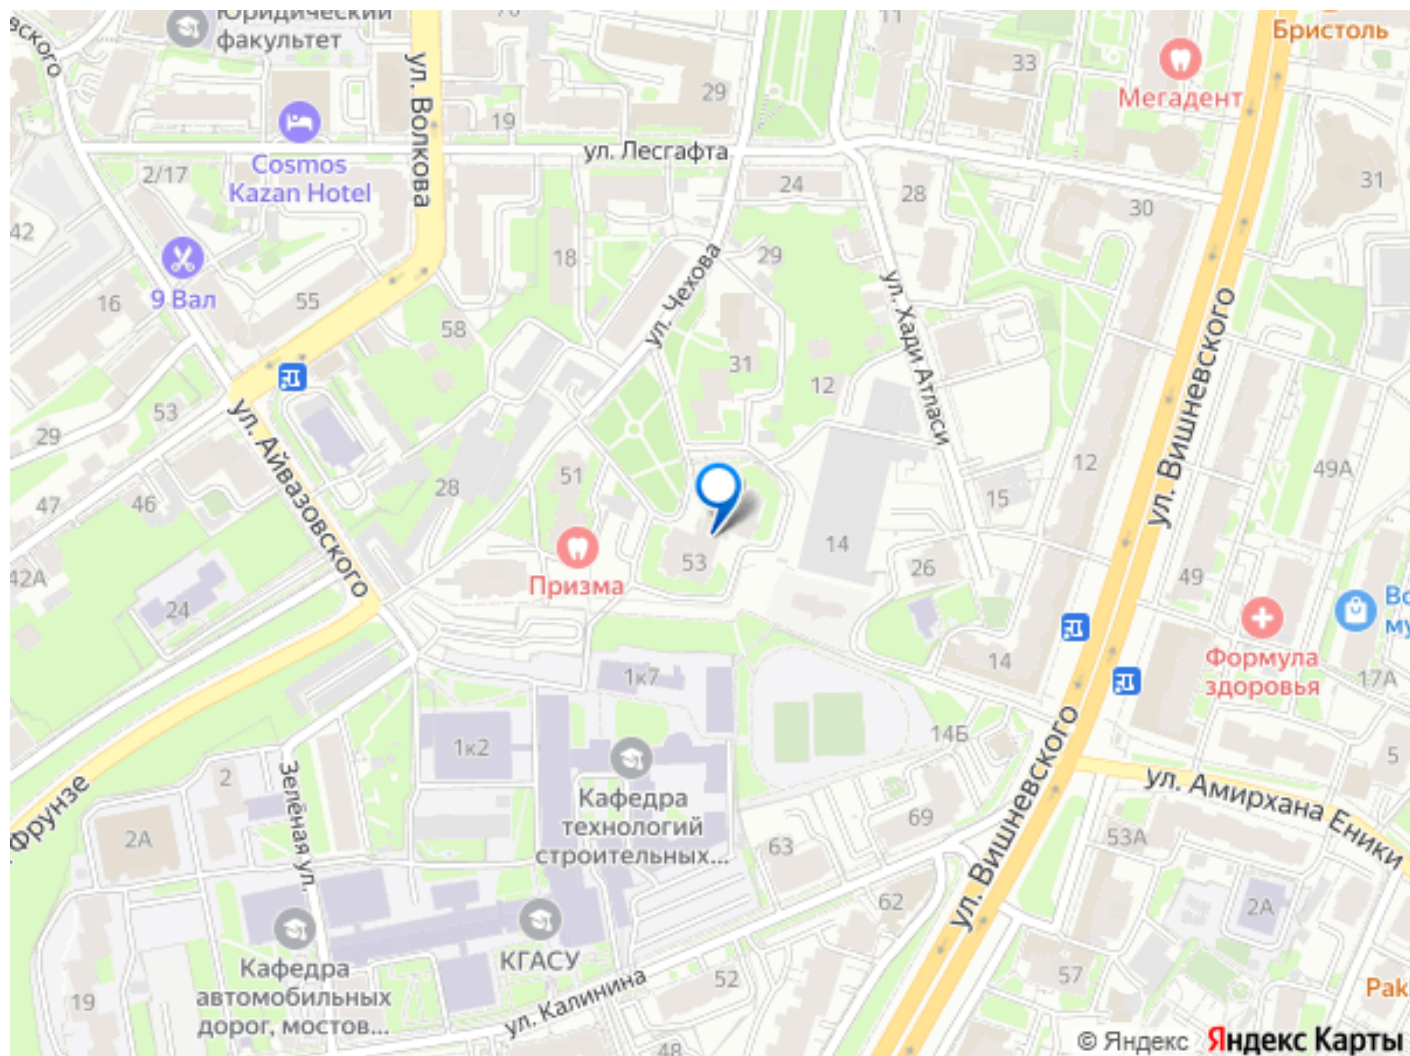 Юридический
факультет
вского
ул. Волкова
Бристоль
11
33
Мегадент
29
19
Cosmos
Kazan Hotel
2/17
ул. Лесгафта
24
28
30
31
42
9 Вал
16
55
58
18
ул. Чехова
29
31
12
ул. Хади Атласи
ул. Вишневского
53
29
47
46
ул. Айвазовского
28
51
Призма
53
14
15
12
26
49А
49
42А
24
14
Формула
здоровья
Вс
му
17А
1к7
1к2
14Б
5
2
2А
Зелёная ул.
Фрунзе
Кафедра
технологий
строительных...
63
69
ул. Вишневского
ул. Амирхана Еники
53А
2А
62
57
КГАСУ
Кафедра
автомобильных
дорог, мостов...
19
ул. Калинина
52
48
Pak
© Яндекс Яндекс Карты